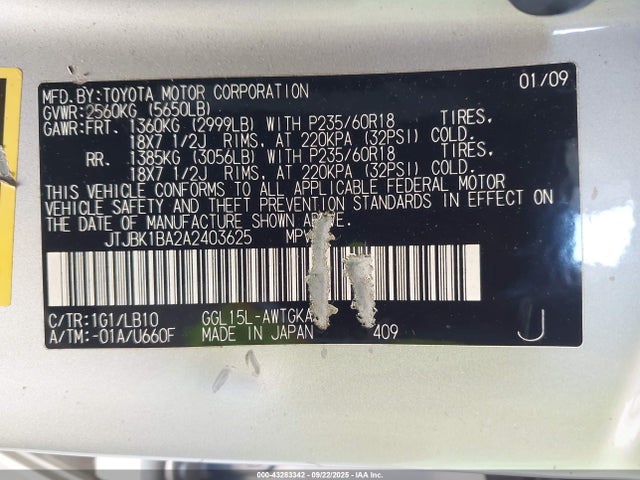 MFD.BY:TOYOTA MOTOR CORPORATION 01/09
GVWR:2560KG (5650LB)
GAWR:FRT. 1360KG (2999LB) WITH P235/60R18 TIRES,
18X7 1/2J RIMS, AT 220KPA (32PSI) COLD.
RR. 1385KG (3056LB) WITH P235/60R18 TIRES,
18X7 1/2J RIMS, AT 220KPA (32PSI) COLD.
THIS VEHICLE CONFORMS TO ALL APPLICABLE FEDERAL MOTOR
VEHICLE SAFETY AND THEFT PREVENTION STANDARDS IN EFFECT ON
THE DATE OF MANUFACTURE SHOWN ABOVE.
JTJBK1BA2A2403625 MPV
C/TR:1G1/LB10 GGL15L-AWTGKA
A/TM:-01A/U660F MADE IN JAPAN 409 J
000-43283342 - 09/22/2025 - IAA Inc.